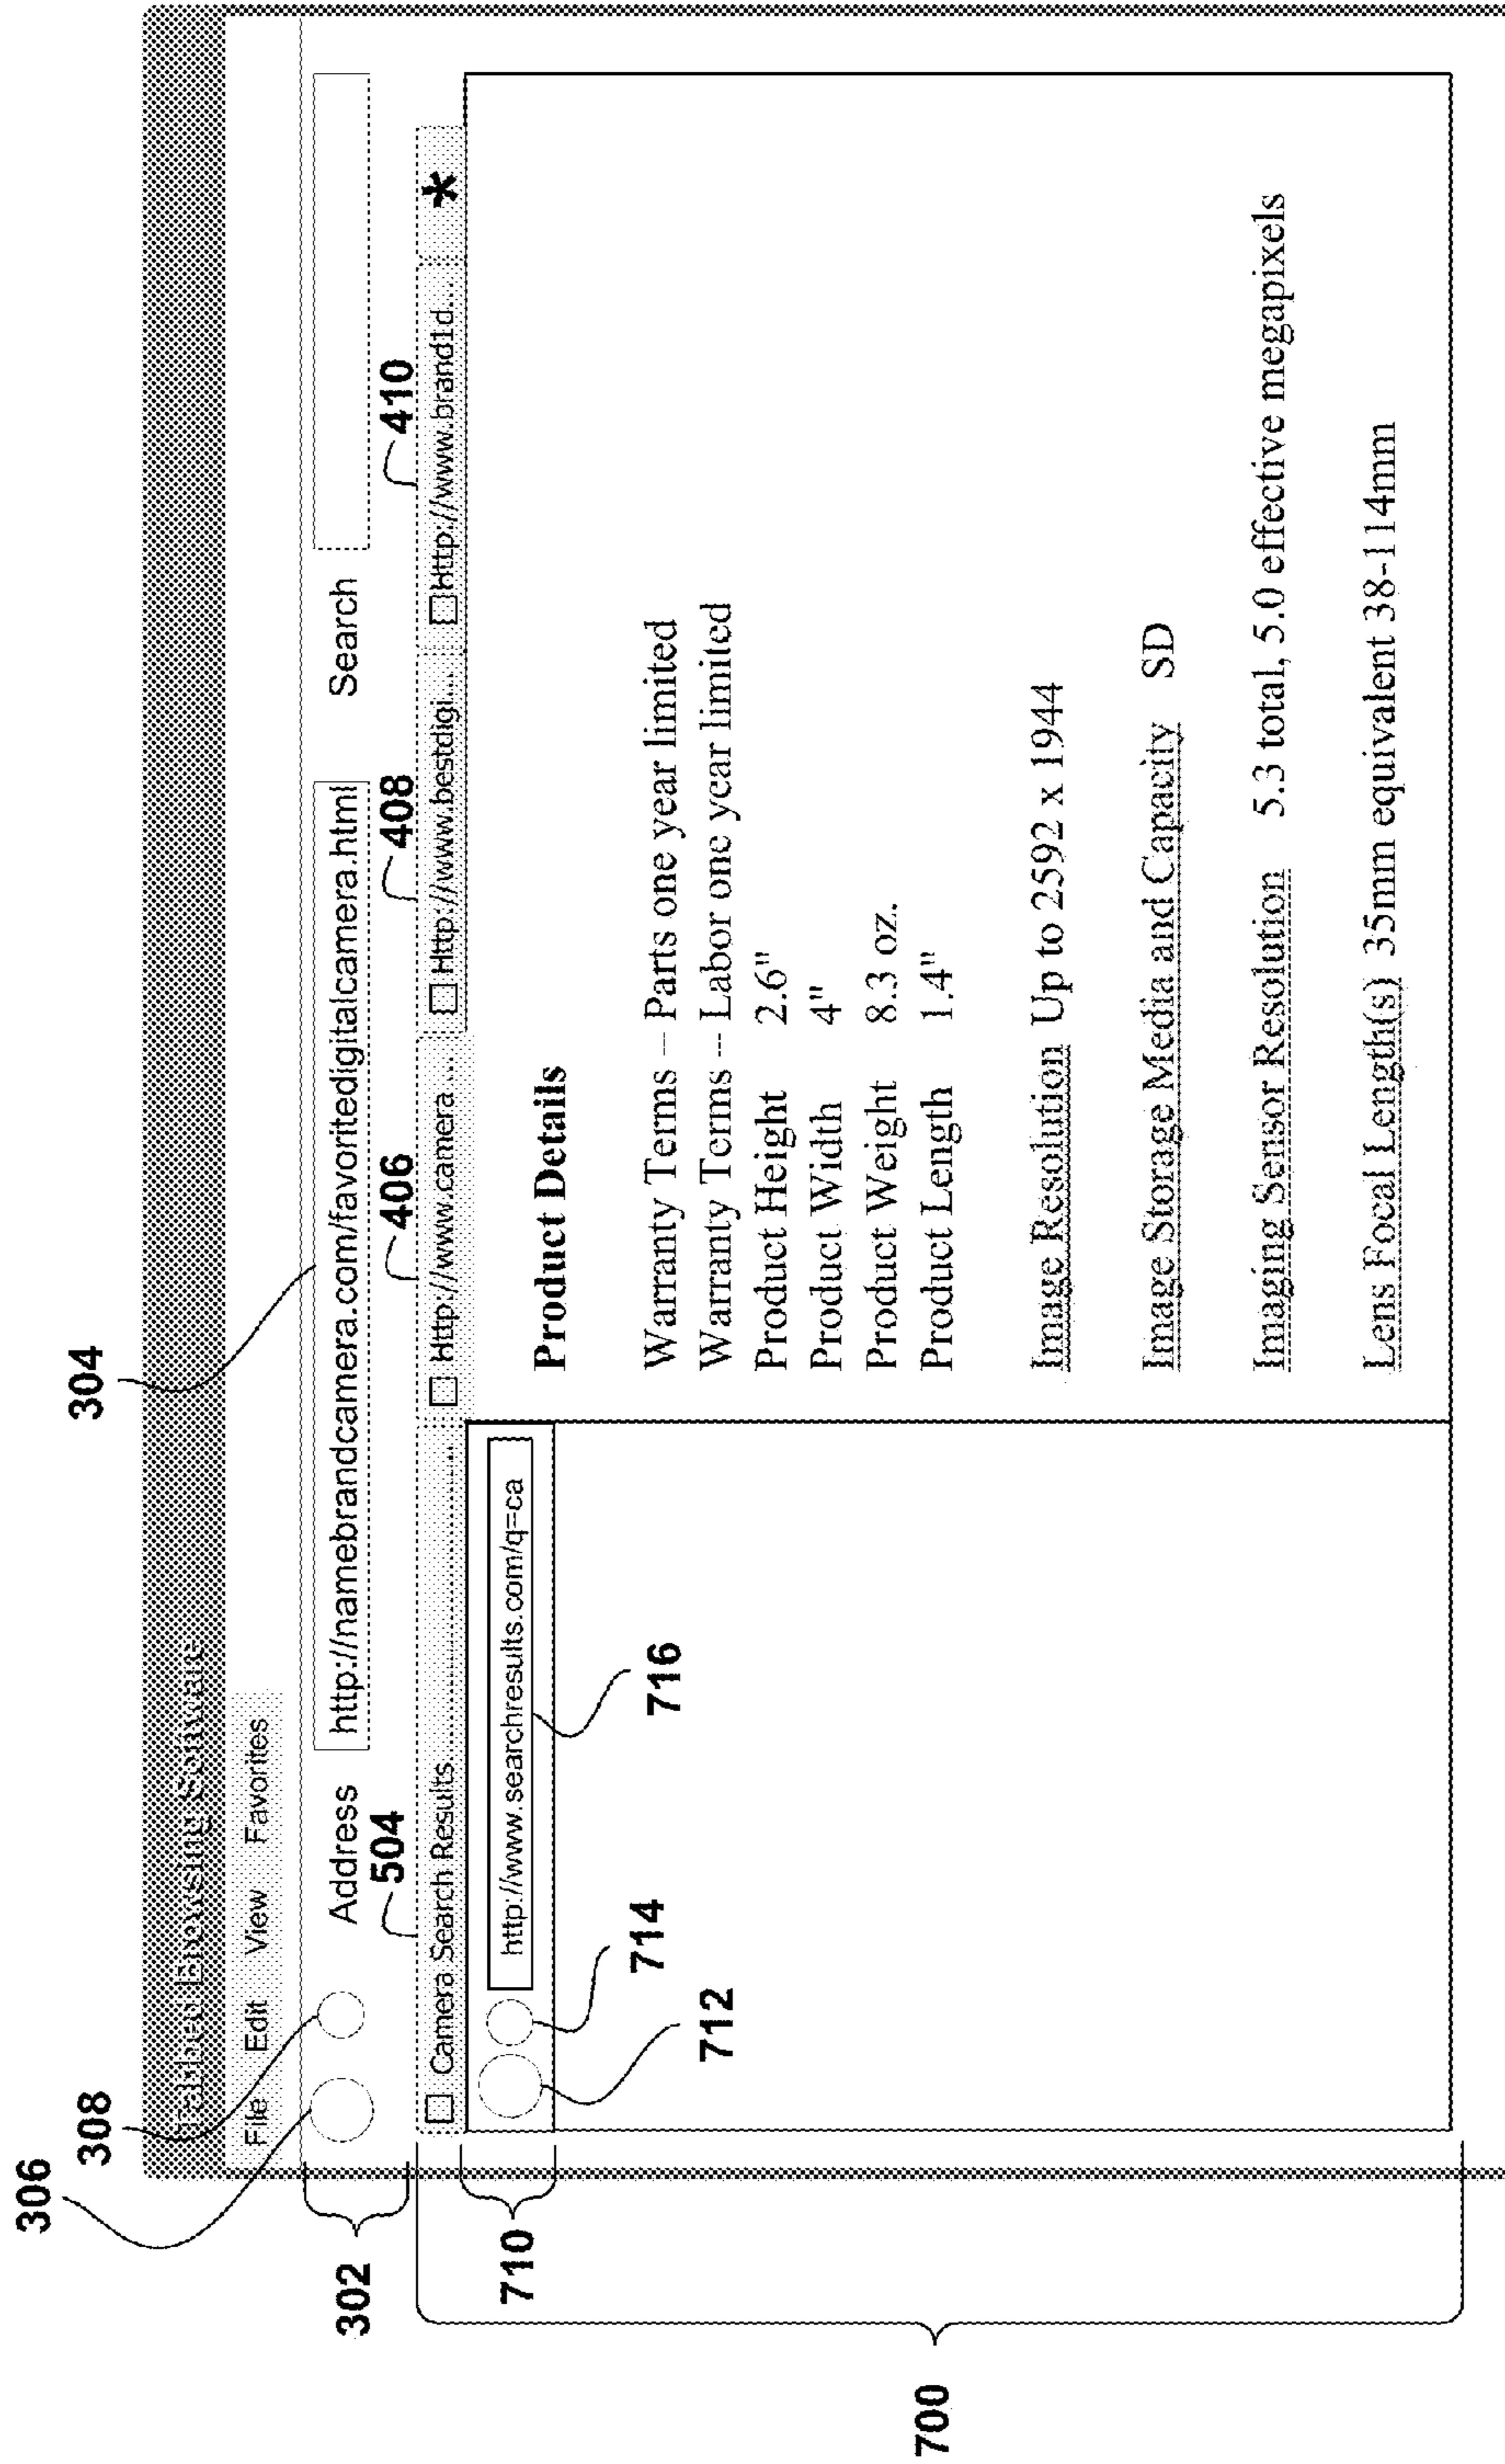 304
306
308
Tabbed Browsing Software
File Edit View Favorites
302
Address http://namebrandcamera.com/favoritedigitalcamera.html Search
504 406 408 410
Camera Search Results............ Http://www.camera... Http://www.bestdigi... Http://www.brand1d... *
710
http://www.searchresults.com/q=ca
712 714 716
700
Product Details
Warranty Terms -- Parts one year limited
Warranty Terms -- Labor one year limited
Product Height 2.6"
Product Width 4"
Product Weight 8.3 oz.
Product Length 1.4"
Image Resolution Up to 2592 x 1944
Image Storage Media and Capacity SD
Imaging Sensor Resolution 5.3 total, 5.0 effective megapixels
Lens Focal Length(s) 35mm equivalent 38-114mm